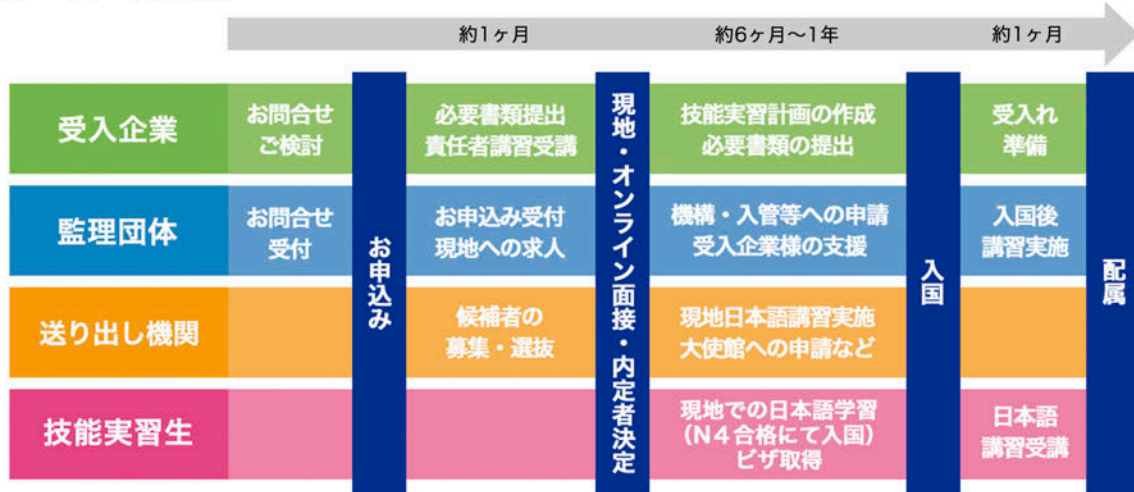 約1ヶ月
約6ヶ月〜1年
約1ヶ月
受入企業
お問合せ
ご検討
必要書類提出
責任者講習受講
技能実習計画の作成
必要書類の提出
受入れ
準備
監理団体
お問合せ
受付
お申込み受付
現地への求人
機構・入管等への申請
受入企業様の支援
入国後
講習実施
送り出し機関
候補者の
募集・選抜
現地日本語講習実施
大使館への申請など
技能実習生
現地での日本語学習
(N4合格にて入国)
ビザ取得
日本語
講習受講
お申込み
現地・オンライン面接・内定者決定
入国
配属